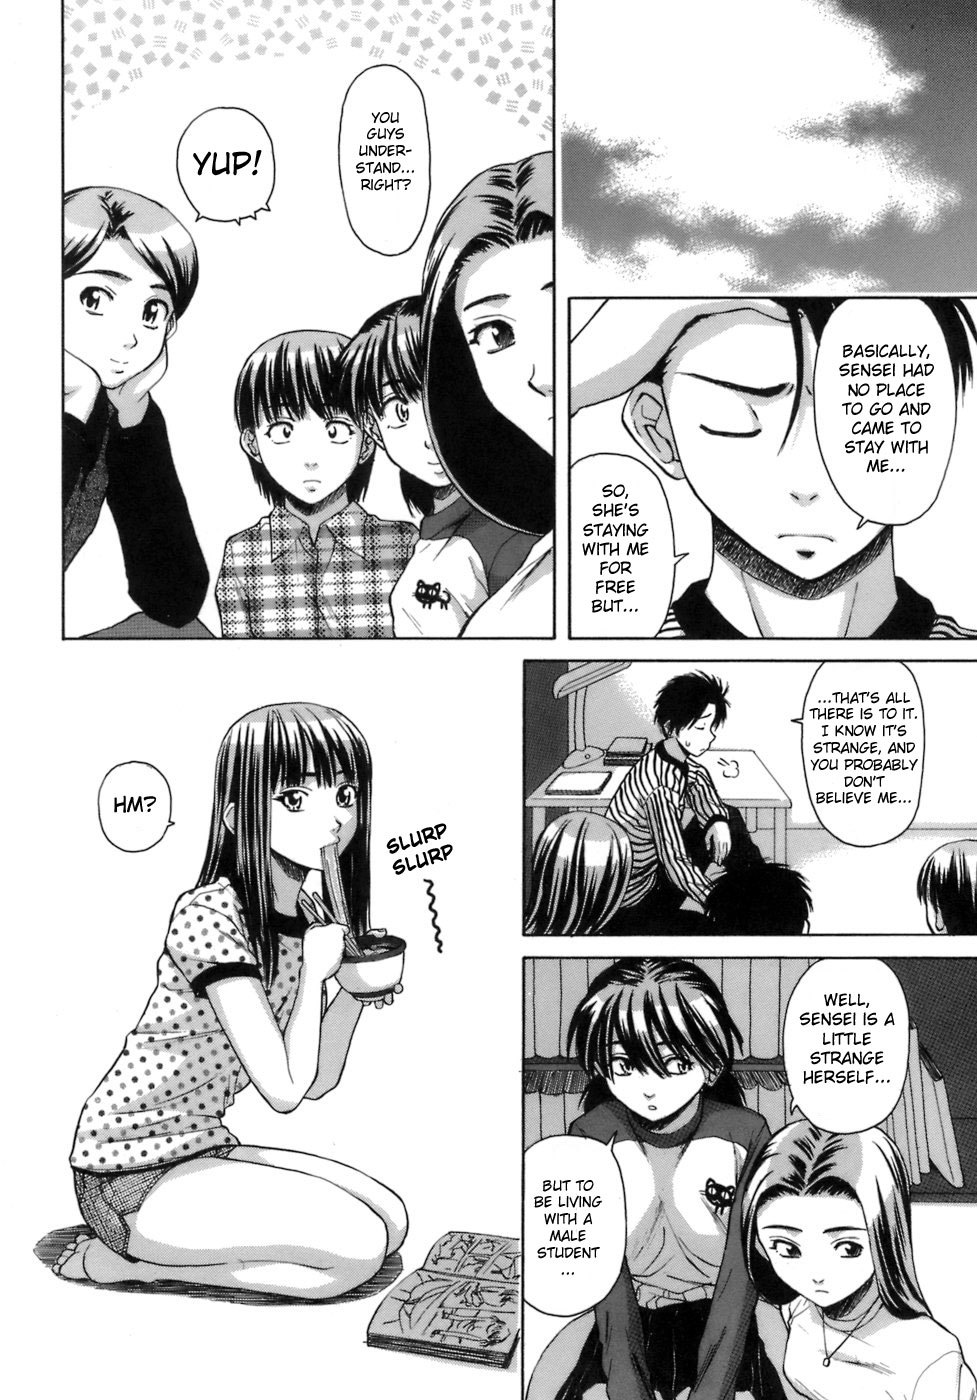 BASICALLY,
SENSEI HAD
NO PLACE
TO GO AND
CAME TO
STAY WITH
ME...
SO,
SHE'S
STAYING
WITH ME
FOR
FREE
BUT...
YOU
GUYS
UNDER-
STAND...
RIGHT?
YUP!
...THAT'S ALL
THERE IS TO IT.
I KNOW IT'S
STRANGE, AND
YOU PROBABLY
DON'T
BELIEVE ME...
WELL,
SENSEI IS A
LITTLE
STRANGE
HERSELF...
BUT TO
BE LIVING
WITH A
MALE
STUDENT
...
HM?
SLURP
SLURP